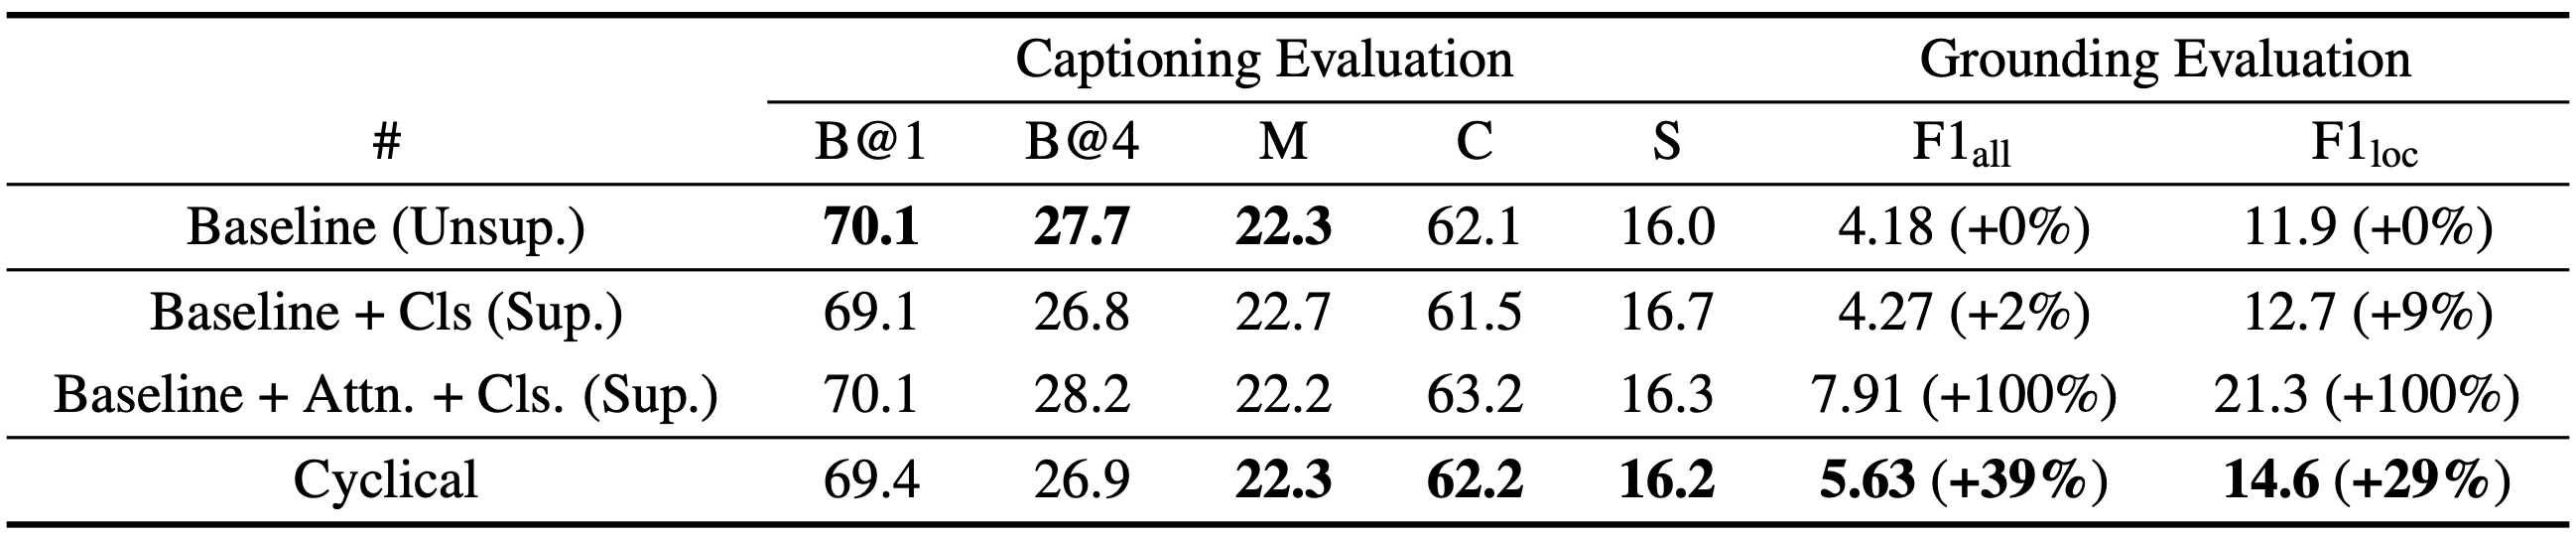 Captioning Evaluation Grounding Evaluation
# B@1 B@4 M C S F1all F1loc
Baseline (Unsup.) 70.1 27.7 22.3 62.1 16.0 4.18 (+0%) 11.9 (+0%)
Baseline + Cls (Sup.) 69.1 26.8 22.7 61.5 16.7 4.27 (+2%) 12.7 (+9%)
Baseline + Attn. + Cls. (Sup.) 70.1 28.2 22.2 63.2 16.3 7.91 (+100%) 21.3 (+100%)
Cyclical 69.4 26.9 22.3 62.2 16.2 5.63 (+39%) 14.6 (+29%)